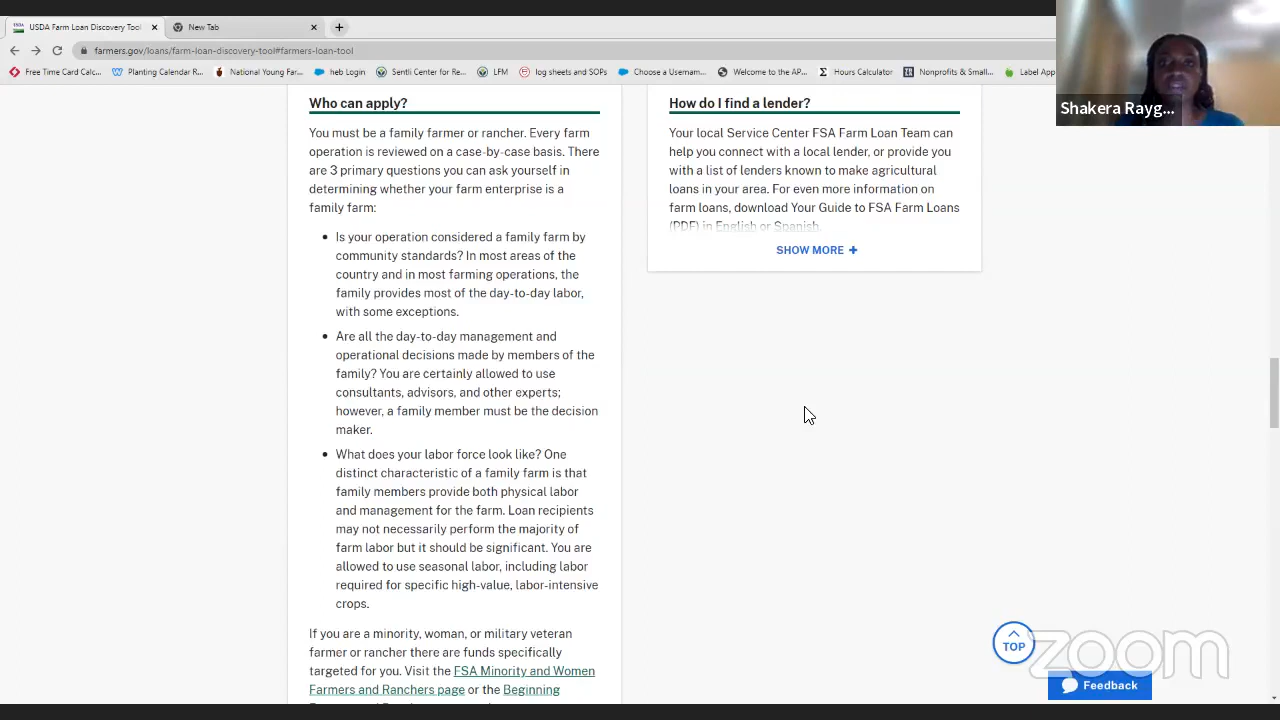 USDA Farm Loan Discovery Tool
New Tab
farmers.gov/loans/farm-loan-discovery-tool#farmers-loan-tool
Free Time Card Calc...
Planting Calendar R...
National Young Far...
heb Login
Sentli Center for Re...
LFM
log sheets and SOPs
Choose a Usernam...
Welcome to the AP...
Hours Calculator
Nonprofits & Small...
Label App
Shakera Rayg...
Who can apply?
You must be a family farmer or rancher. Every farm
operation is reviewed on a case-by-case basis. There
are 3 primary questions you can ask yourself in
determining whether your farm enterprise is a
family farm:
• Is your operation considered a family farm by
community standards? In most areas of the
country and in most farming operations, the
family provides most of the day-to-day labor,
with some exceptions.
• Are all the day-to-day management and
operational decisions made by members of the
family? You are certainly allowed to use
consultants, advisors, and other experts;
however, a family member must be the decision
maker.
• What does your labor force look like? One
distinct characteristic of a family farm is that
family members provide both physical labor
and management for the farm. Loan recipients
may not necessarily perform the majority of
farm labor but it should be significant. You are
allowed to use seasonal labor, including labor
required for specific high-value, labor-intensive
crops.
If you are a minority, woman, or military veteran
farmer or rancher there are funds specifically
targeted for you. Visit the FSA Minority and Women
Farmers and Ranchers page or the Beginning
How do I find a lender?
Your local Service Center FSA Farm Loan Team can
help you connect with a local lender, or provide you
with a list of lenders known to make agricultural
loans in your area. For even more information on
farm loans, download Your Guide to FSA Farm Loans
(PDF) in English or Spanish.
SHOW MORE +
TOP
zoom
Feedback